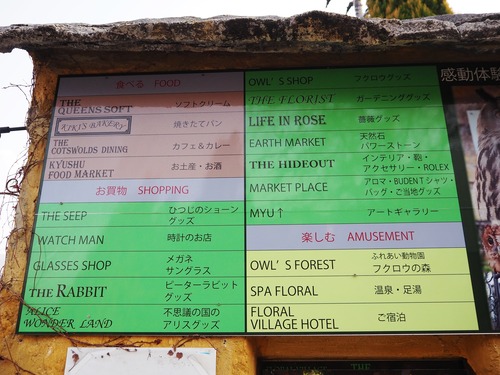 食べる FOOD
THE QUEENS SOFT ソフトクリーム
KIKI'S BAKERY 焼きたてパン
THE COTSWOLDS DINING カフェ＆カレー
KYUSHU FOOD MARKET お土産・お酒
お買物 SHOPPING
THE SEEP ひつじのショーン グッズ
WATCH MAN 時計のお店
GLASSES SHOP メガネ サングラス
THE RABBIT ピーターラビット グッズ
ALICE WONDER LAND 不思議の国の アリスグッズ
OWL'S SHOP フクロウグッズ
THE FLORIST ガーデニンググッズ
LIFE IN ROSE 薔薇グッズ
EARTH MARKET 天然石 パワーストーン
THE HIDEOUT インテリア・鞄・ アクセサリー・ROLEX
MARKET PLACE アロマ・BUDEN Tシャツ・ バッグ・ご当地グッズ
MYU↑ アートギャラリー
楽しむ AMUSEMENT
OWL'S FOREST ふれあい動物園 フクロウの森
SPA FLORAL 温泉・足湯
FLORAL VILLAGE HOTEL ご宿泊
感動体験
THE